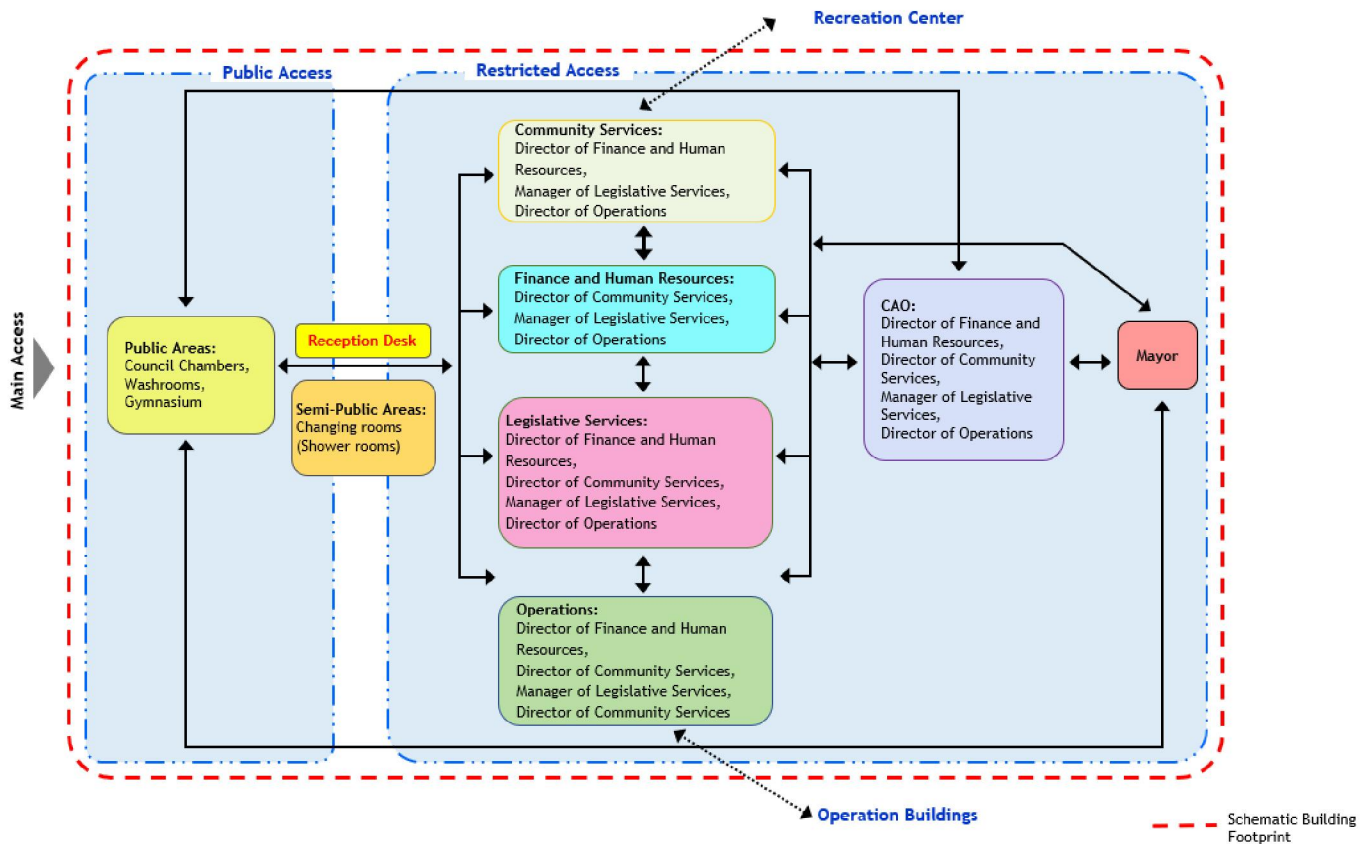 Recreation Center
Public Access
Restricted Access
Main Access
Public Areas:
Council Chambers,
Washrooms,
Gymnasium
Reception Desk
Semi-Public Areas:
Changing rooms
(Shower rooms)
Community Services:
Director of Finance and Human
Resources,
Manager of Legislative Services,
Director of Operations
Finance and Human Resources:
Director of Community Services,
Manager of Legislative Services,
Director of Operations
Legislative Services:
Director of Finance and Human
Resources,
Director of Community Services,
Manager of Legislative Services,
Director of Operations
Operations:
Director of Finance and Human
Resources,
Director of Community Services,
Manager of Legislative Services,
Director of Community Services
CAO:
Director of Finance and
Human Resources,
Director of Community
Services,
Manager of Legislative
Services,
Director of Operations
Mayor
Operation Buildings
Schematic Building
Footprint